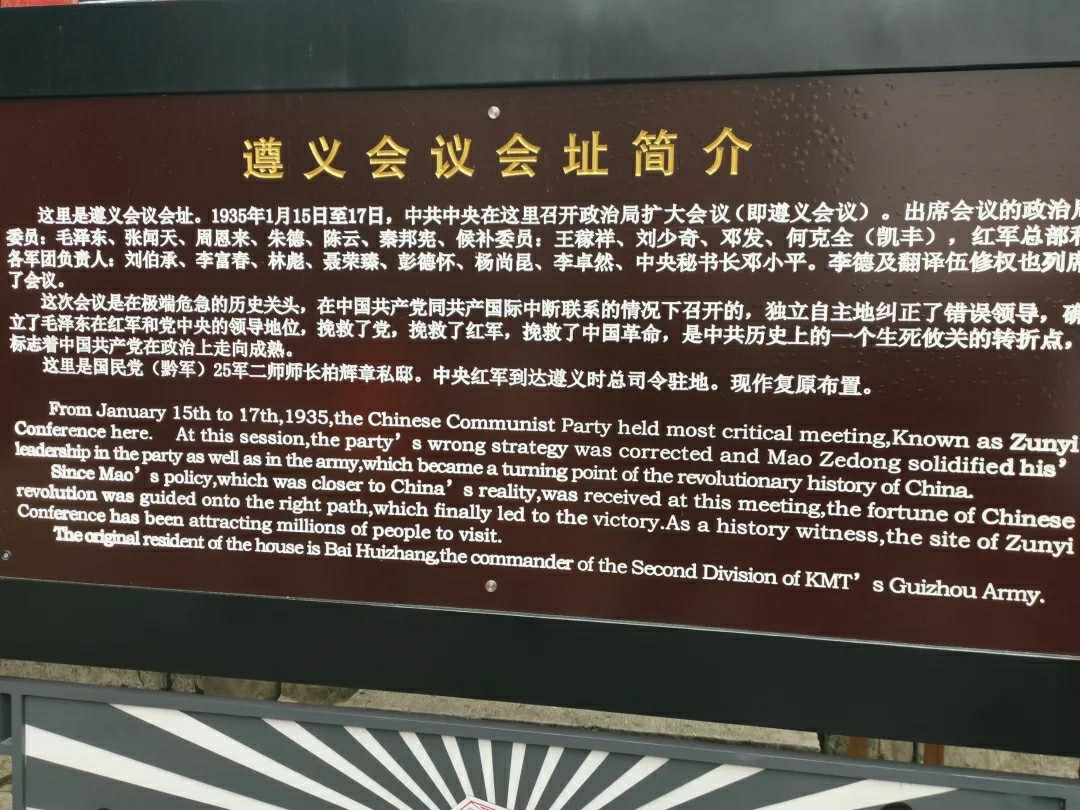 遵义会议会址简介
这里是遵义会议会址。1935年1月15日至17日，中共中央在这里召开政治局扩大会议（即遵义会议）。出席会议的政治局
委员：毛泽东、张闻天、周恩来、朱德、陈云、秦邦宪、候补委员：王稼祥、刘少奇、邓发、何克全（凯丰），红军总部和
各军团负责人：刘伯承、李富春、林彪、聂荣臻、彭德怀、杨尚昆、李卓然、中央秘书长邓小平。李德及翻译伍修权也列席
了会议。
这次会议是在极端危急的历史关头，在中国共产党同共产国际中断联系的情况下召开的，独立自主地纠正了错误领导，确
立了毛泽东在红军和党中央的领导地位，挽救了党，挽救了红军，挽救了中国革命，是中共历史上的一个生死攸关的转折点，
标志着中国共产党在政治上走向成熟。
这里是国民党（黔军）25军二师师长柏辉章私邸。中央红军到达遵义时总司令驻地。现作复原布置。
From January 15th to 17th,1935,the Chinese Communist Party held most critical meeting,Known as Zunyi
Conference here. At this session,the party's wrong strategy was corrected and Mao Zedong solidified his'
leadership in the party as well as in the army,which became a turning point of the revolutionary history of China.
Since Mao's policy,which was closer to China's reality,was received at this meeting,the fortune of Chinese
revolution was guided onto the right path,which finally led to the victory.As a history witness,the site of Zunyi
Conference has been attracting millions of people to visit.
The original resident of the house is Bai Huizhang,the commander of the Second Division of KMT's Guizhou Army.